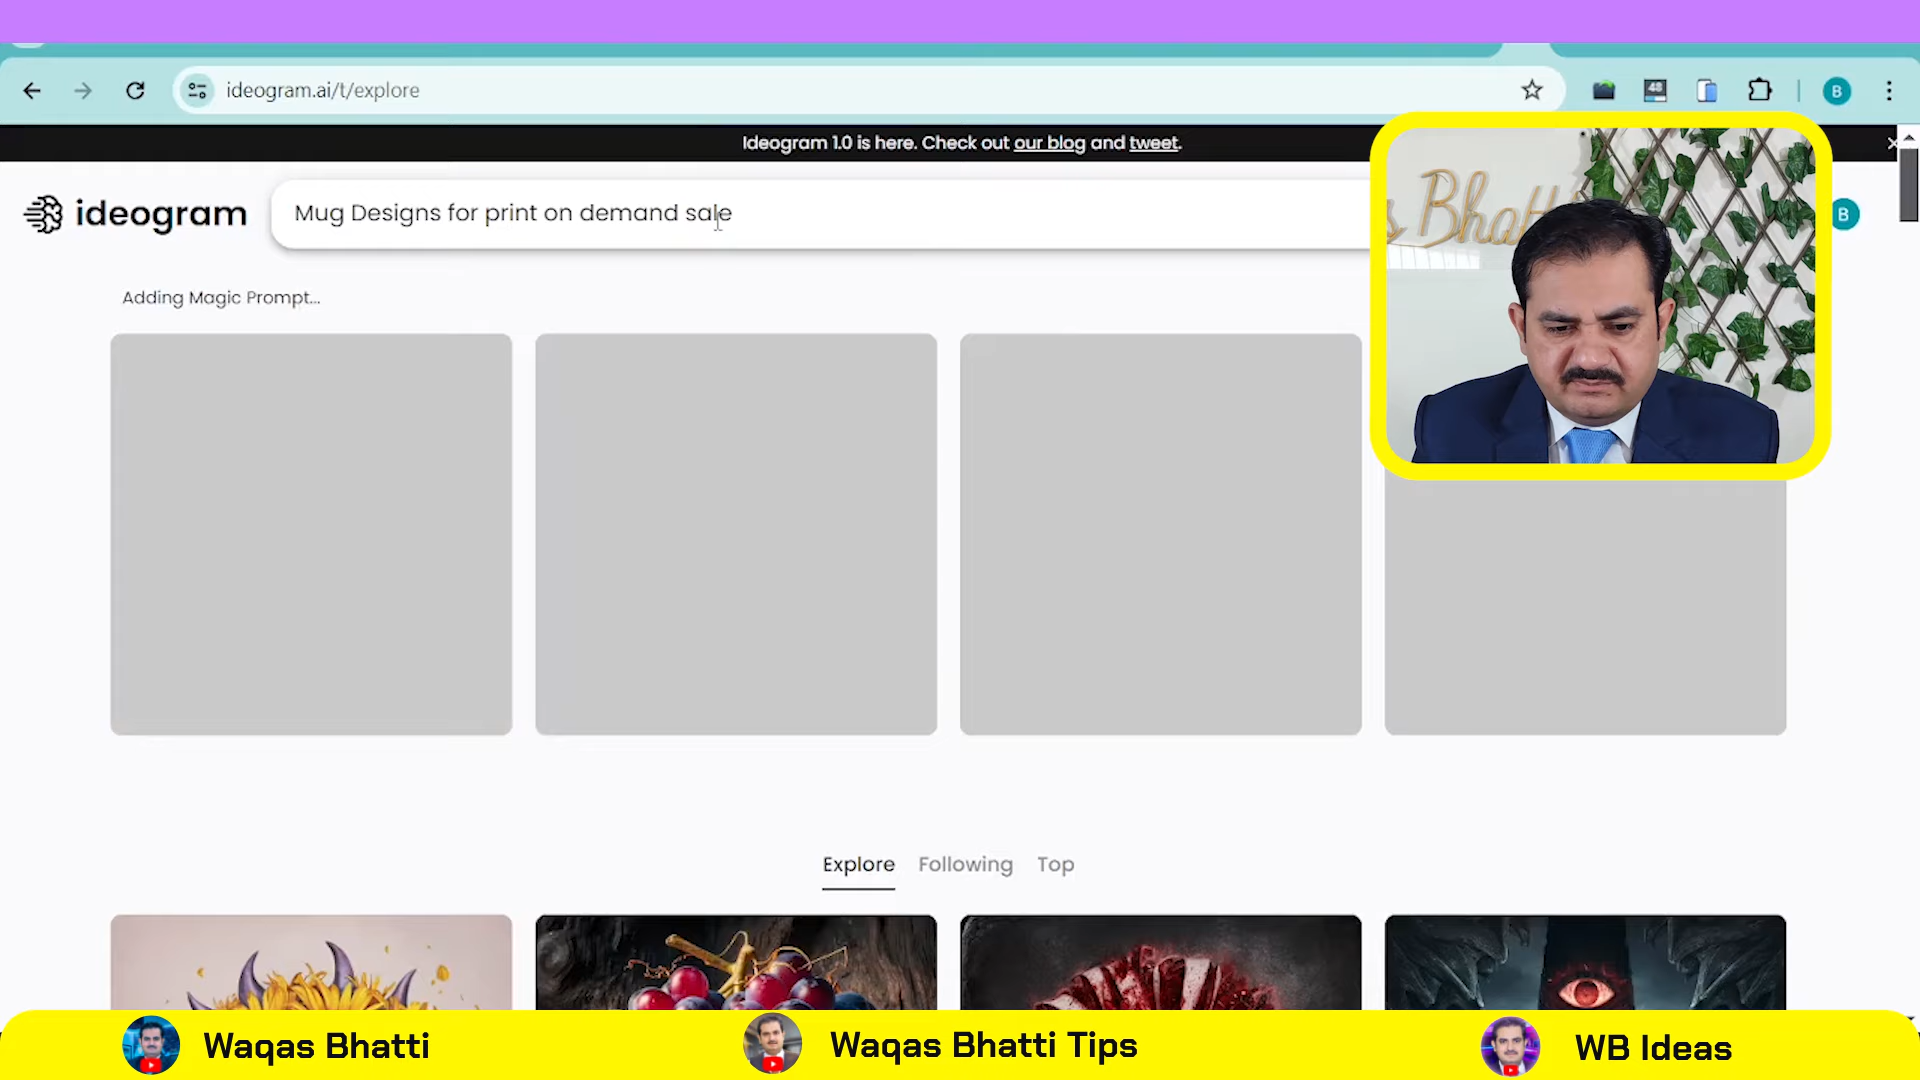 ideogram.ai/t/explore
48
B
Ideogram 1.0 is here. Check out our blog and tweet.
ideogram
Mug Designs for print on demand sale
B
Adding Magic Prompt...
Explore Following Top
Waqas Bhatti
Waqas Bhatti Tips
WB Ideas